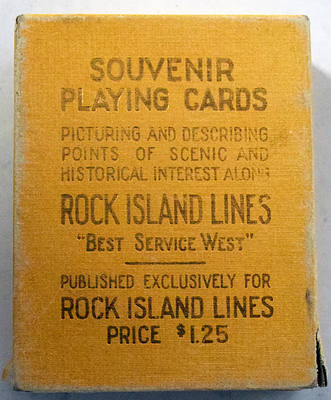 SOUVENIR
PLAYING CARDS
PICTURING AND DESCRIBING
POINTS OF SCENIC AND
HISTORICAL INTEREST ALONG
ROCK ISLAND LINES
"BEST SERVICE WEST"
PUBLISHED EXCLUSIVELY FOR
ROCK ISLAND LINES
PRICE $1.25